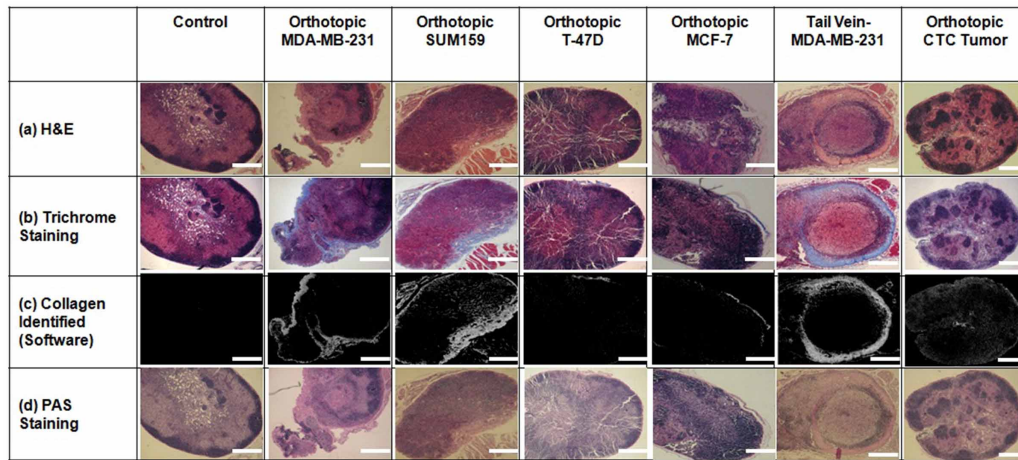 Control
Orthotopic
MDA-MB-231
Orthotopic
SUM159
Orthotopic
T-47D
Orthotopic
MCF-7
Tail Vein-
MDA-MB-231
Orthotopic
CTC Tumor
(a) H&E
(b) Trichrome
Staining
(c) Collagen
Identified
(Software)
(d) PAS
Staining